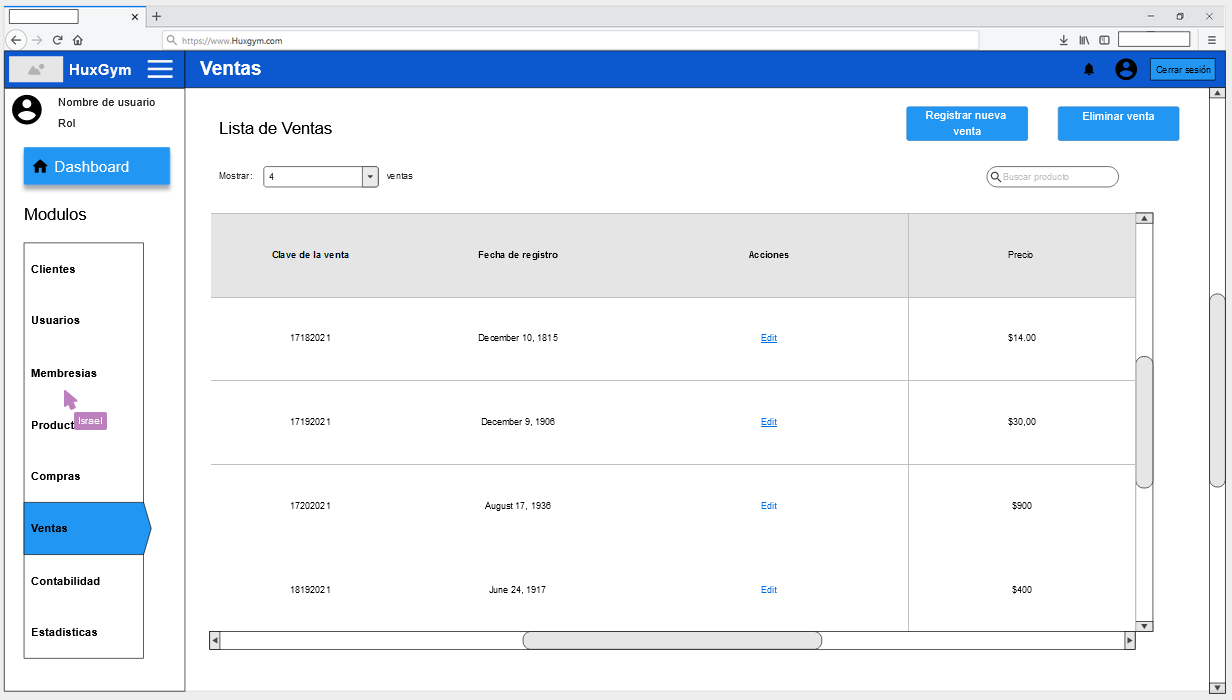 https://www.Huxgym.com
HuxGym
Ventas
Cerrar sesión
Nombre de usuario
Rol
Dashboard
Modulos
Clientes
Usuarios
Membresias
Israel
Product
Compras
Ventas
Contabilidad
Estadisticas
Lista de Ventas
Registrar nueva
venta
Eliminar venta
Mostrar: 4 ventas
Buscar producto
Clave de la venta Fecha de registro Acciones Precio
17182021 December 10, 1815 Edit $14.00
17192021 December 9, 1906 Edit $30,00
17202021 August 17, 1936 Edit $900
18192021 June 24, 1917 Edit $400